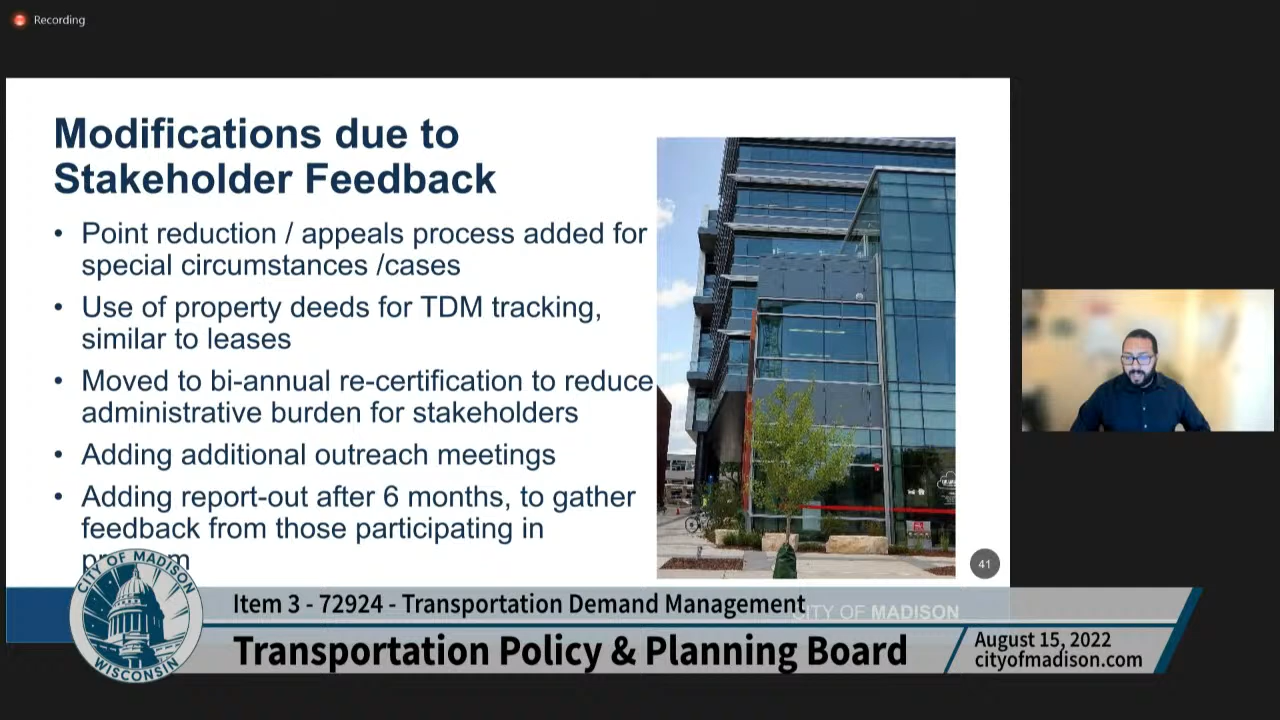 Recording
Modifications due to
Stakeholder Feedback
• Point reduction / appeals process added for
special circumstances /cases
• Use of property deeds for TDM tracking,
similar to leases
• Moved to bi-annual re-certification to reduce
administrative burden for stakeholders
• Adding additional outreach meetings
• Adding report-out after 6 months, to gather
feedback from those participating in
41
CITY OF MADISON
WISCONSIN
Item 3 - 72924 - Transportation Demand Management
CITY OF MADISON
Transportation Policy & Planning Board
August 15, 2022
cityofmadison.com